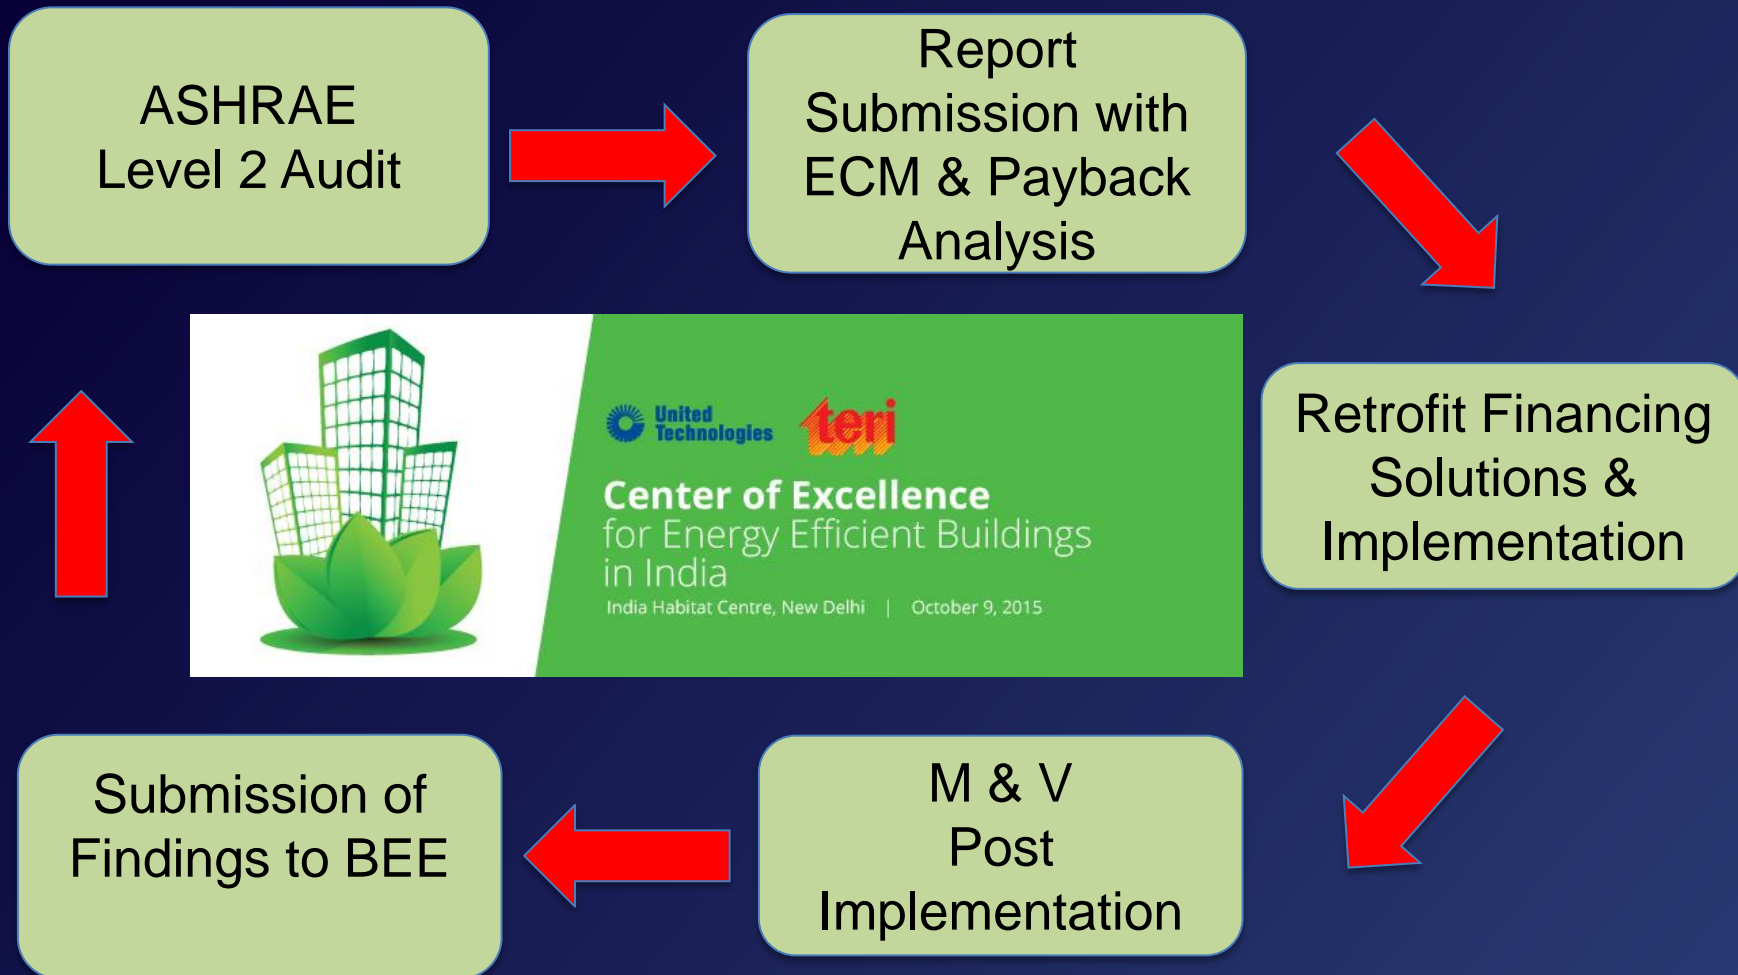 ASHRAE
Level 2 Audit
Report
Submission with
ECM & Payback
Analysis
Retrofit Financing
Solutions &
Implementation
M & V
Post
Implementation
Submission of
Findings to BEE
United
Technologies
teri
Center of Excellence
for Energy Efficient Buildings
in India
India Habitat Centre, New Delhi | October 9, 2015